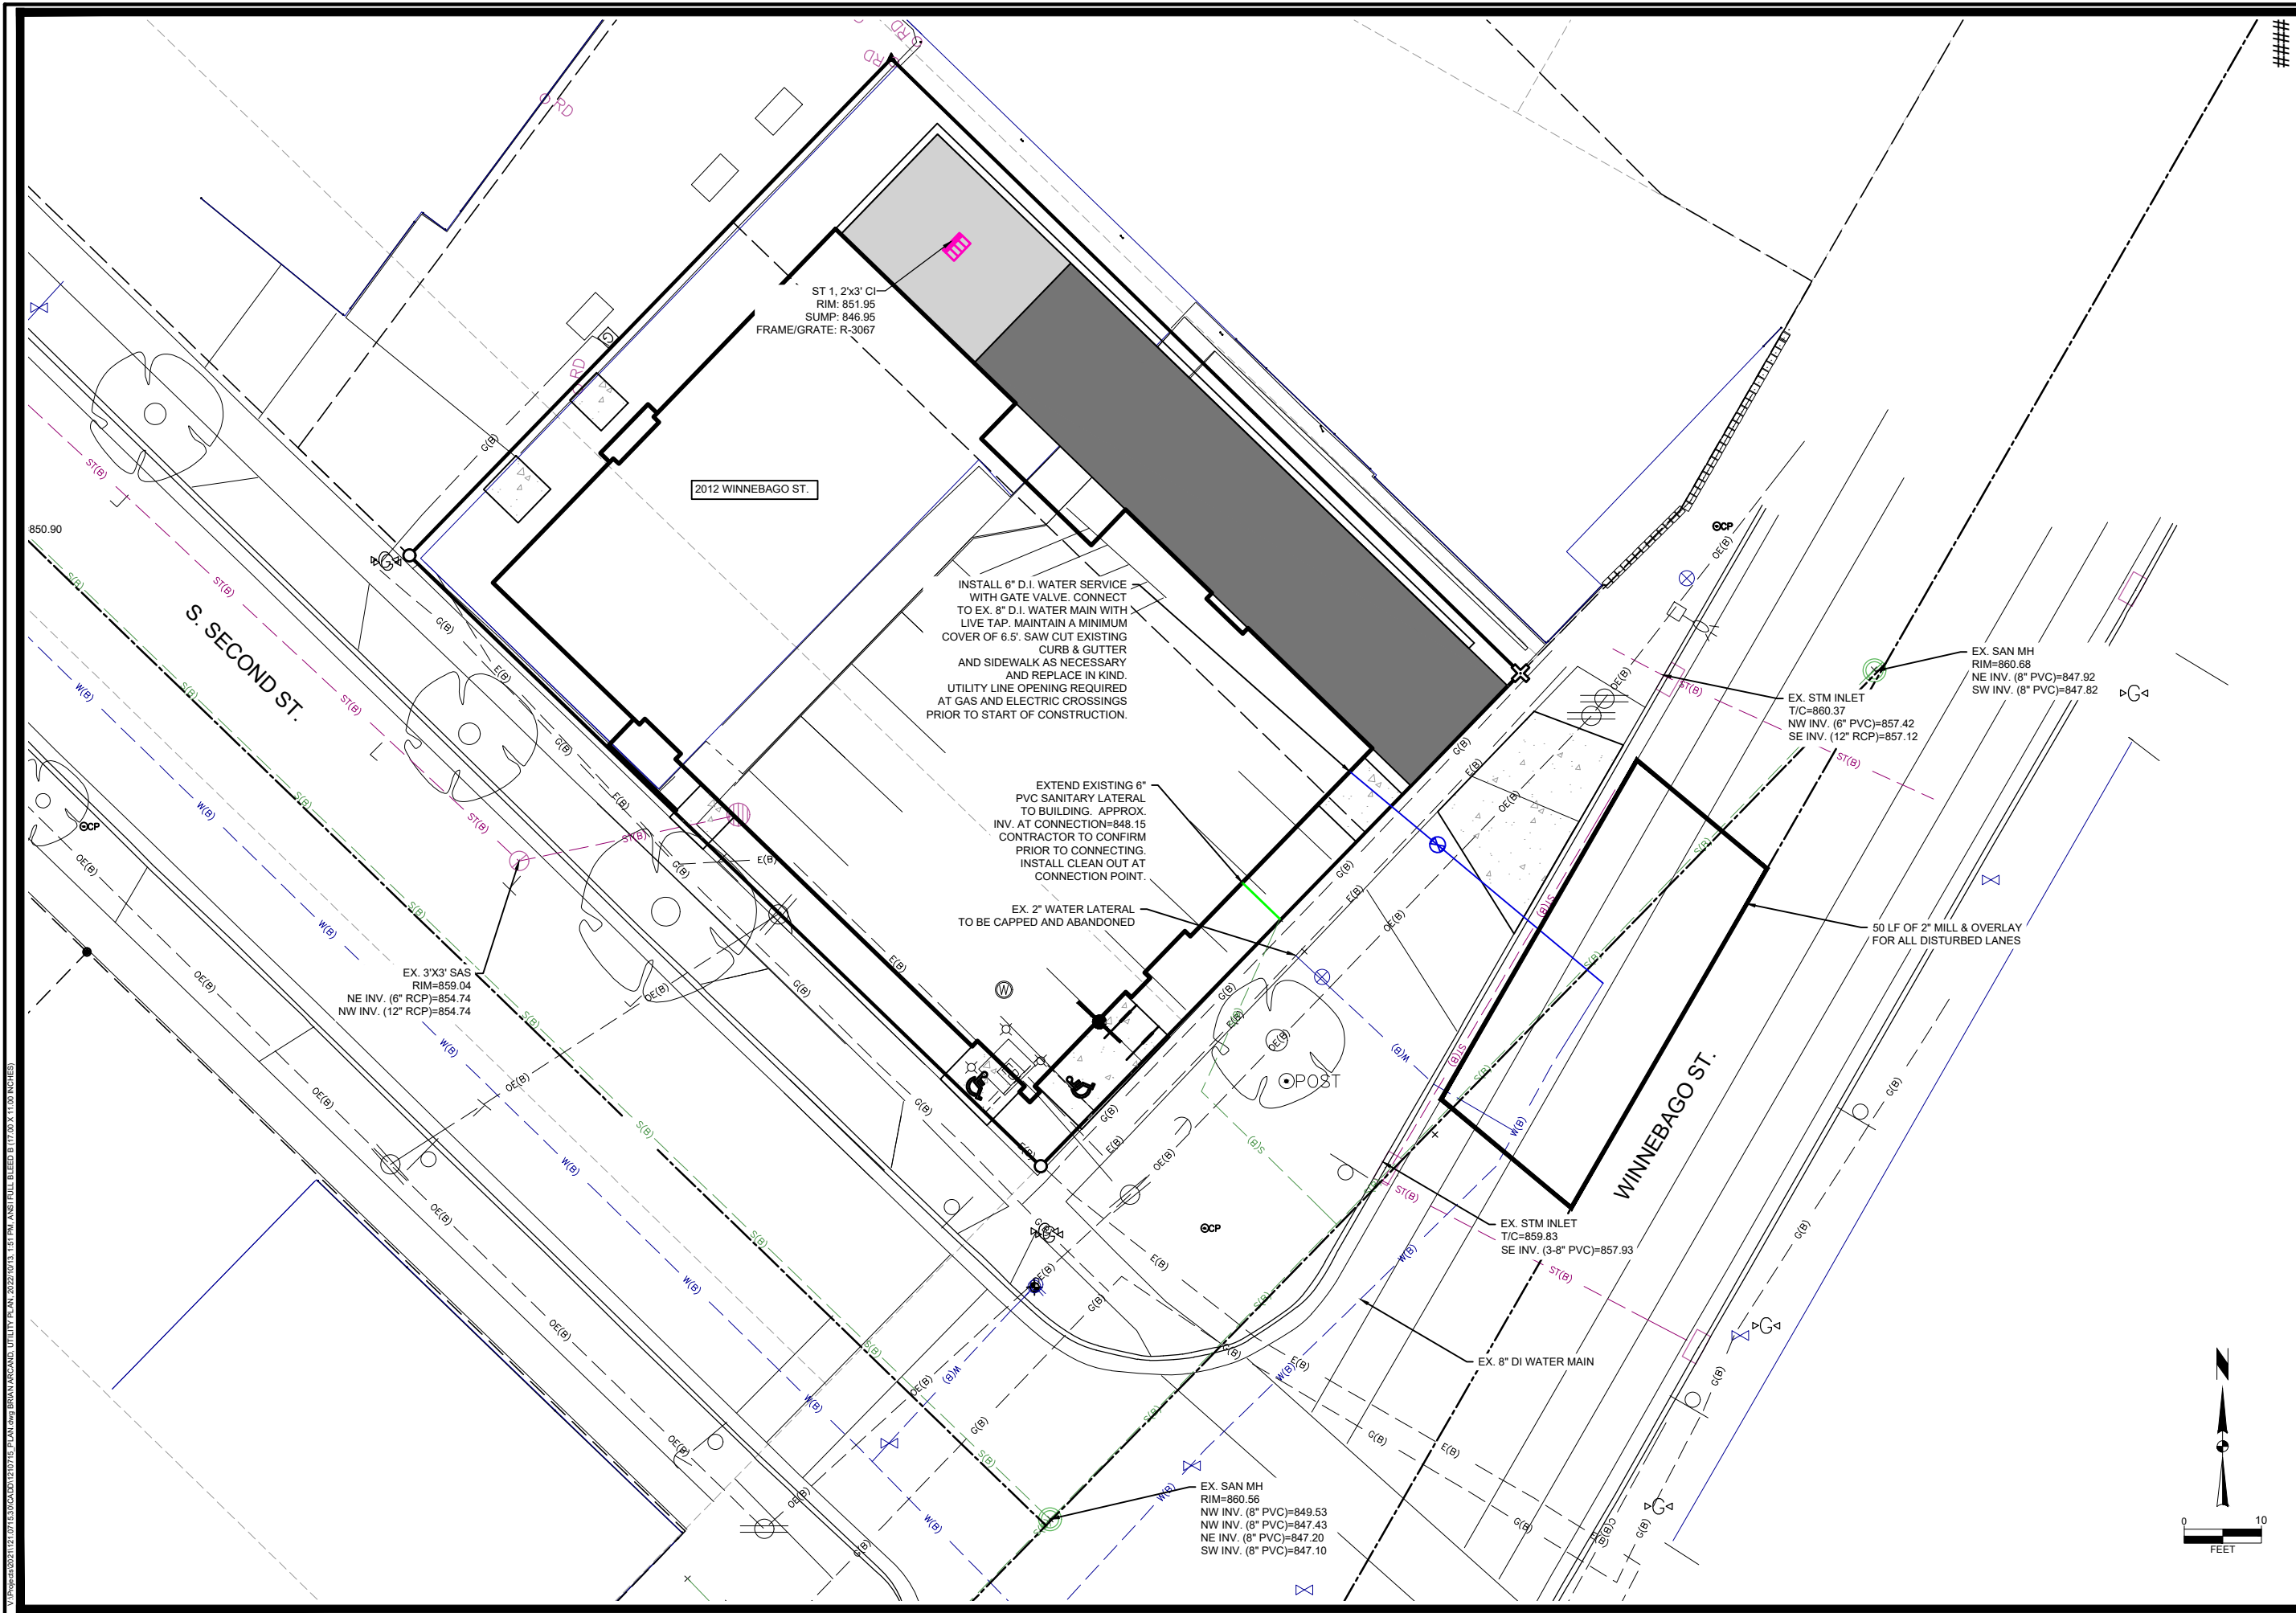 RD
RD
RD
ST 1, 2'x3' CI
RIM: 851.95
SUMP: 846.95
FRAME/GRATE: R-3067
G
RD
2012 WINNEBAGO ST.
850.90
S. SECOND ST.
INSTALL 6" D.I. WATER SERVICE
WITH GATE VALVE. CONNECT
TO EX. 8" D.I. WATER MAIN WITH
LIVE TAP. MAINTAIN A MINIMUM
COVER OF 6.5'. SAW CUT EXISTING
CURB & GUTTER
AND SIDEWALK AS NECESSARY
AND REPLACE IN KIND.
UTILITY LINE OPENING REQUIRED
AT GAS AND ELECTRIC CROSSINGS
PRIOR TO START OF CONSTRUCTION.
CP
EX. SAN MH
RIM=860.68
NE INV. (8" PVC)=847.92
SW INV. (8" PVC)=847.82
EX. STM INLET
T/C=860.37
NW INV. (6" PVC)=857.42
SE INV. (12" RCP)=857.12
G
EXTEND EXISTING 6"
PVC SANITARY LATERAL
TO BUILDING. APPROX.
INV. AT CONNECTION=848.15
CONTRACTOR TO CONFIRM
PRIOR TO CONNECTING.
INSTALL CLEAN OUT AT
CONNECTION POINT.
CP
EX. 2" WATER LATERAL
TO BE CAPPED AND ABANDONED
50 LF OF 2" MILL & OVERLAY
FOR ALL DISTURBED LANES
EX. 3'X3' SAS
RIM=859.04
NE INV. (6" RCP)=854.74
NW INV. (12" RCP)=854.74
W
POST
WINNEBAGO ST.
CP
EX. STM INLET
T/C=859.83
SE INV. (3-8" PVC)=857.93
G
EX. 8" DI WATER MAIN
EX. SAN MH
RIM=860.56
NW INV. (8" PVC)=849.53
NW INV. (8" PVC)=847.43
NE INV. (8" PVC)=847.20
SW INV. (8" PVC)=847.10
G
N
0 10
FEET
ST(B)
S(B)
W(B)
G(B)
E(B)
OE(B)